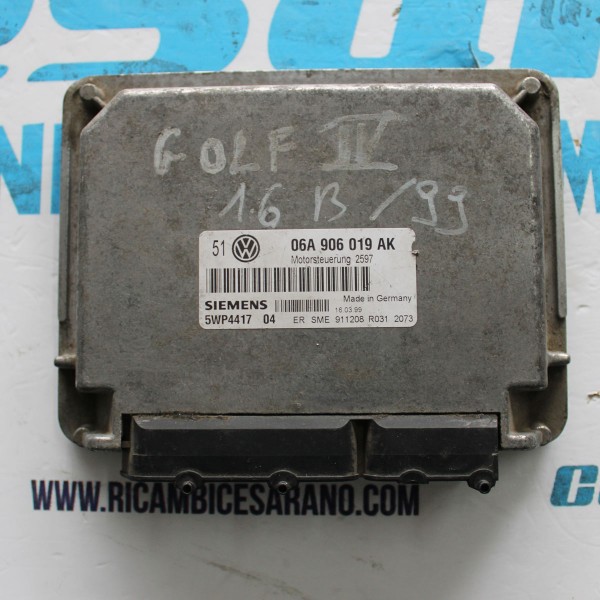 GOLF IV
1.6 B /99
51 06A 906 019 AK
Motorsteuerung 2597
SIEMENS Made in Germany
16.03.99
5WP4417 04 ER SME 911208 R031 2073
WWW.RICAMBICESARANO.COM